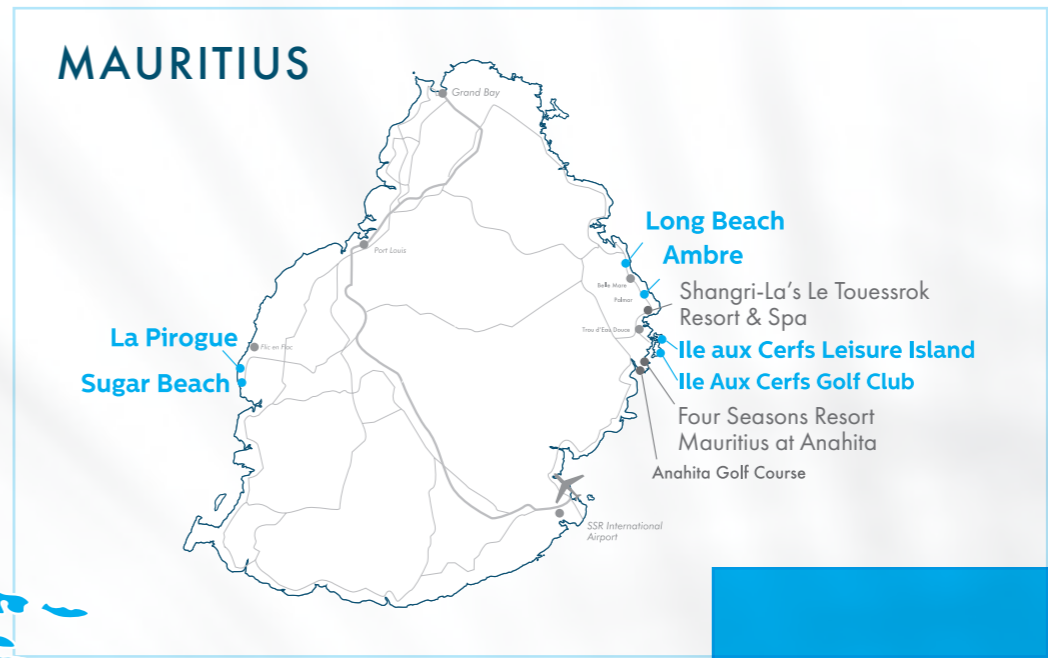 MAURITIUS
Grand Bay
Port Louis
Long Beach
Ambre
Belle Mare
Palmar
Shangri-La's Le Touessrok
Resort & Spa
Trou d'Eau Douce
La Pirogue
Flic en Flac
Sugar Beach
Ile aux Cerfs Leisure Island
Ile Aux Cerfs Golf Club
Four Seasons Resort
Mauritius at Anahita
Anahita Golf Course
SSR International
Airport